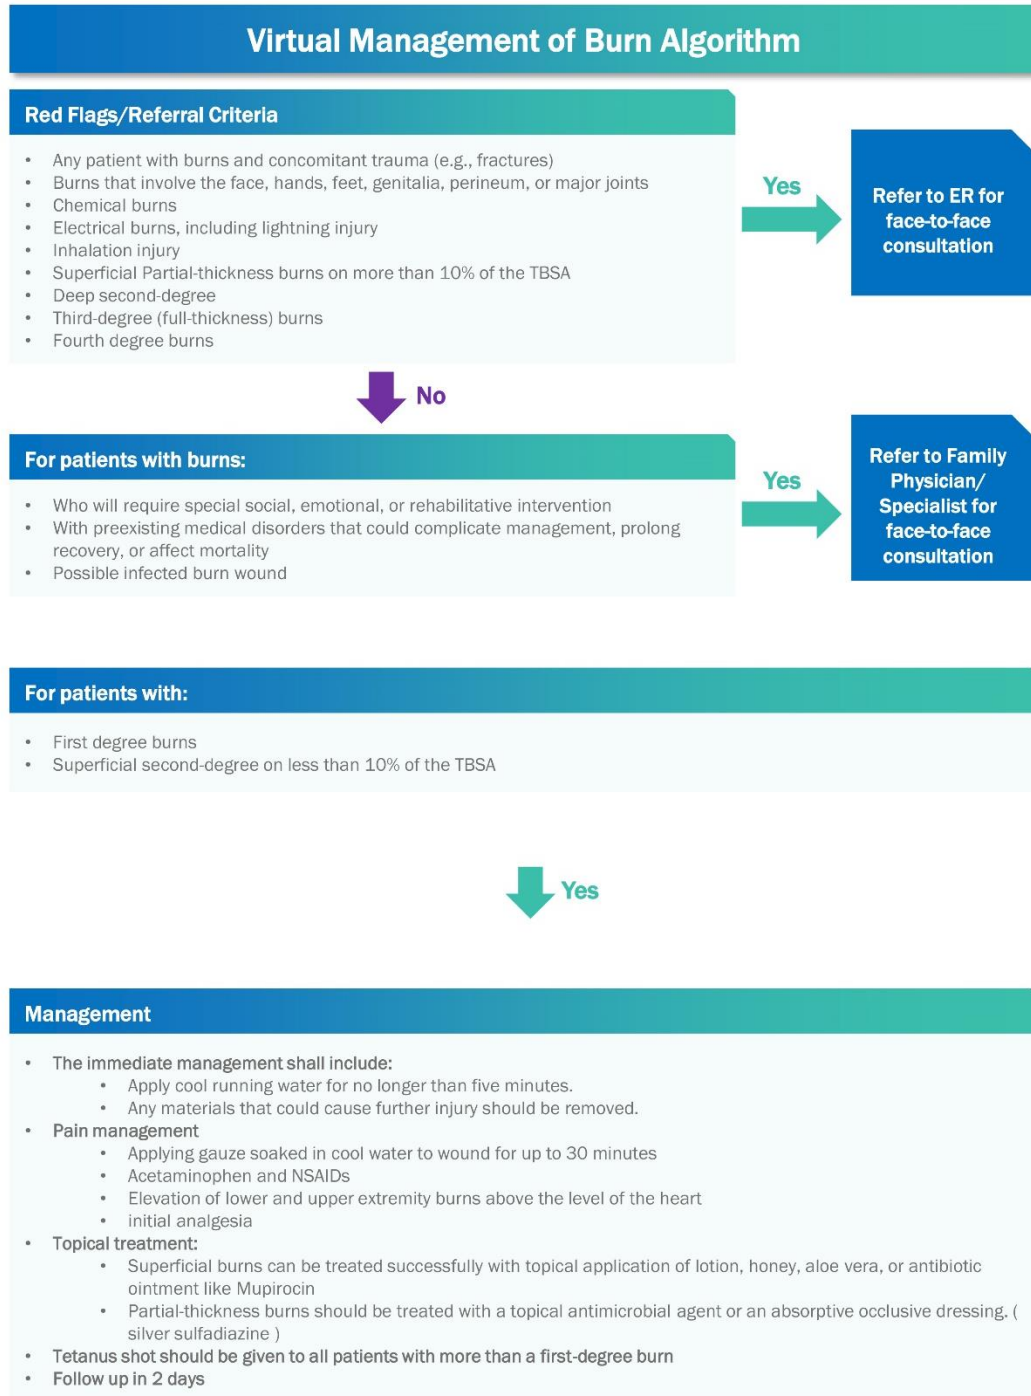 Virtual Management of Burn Algorithm
Red Flags/Referral Criteria
• Any patient with burns and concomitant trauma (e.g., fractures)
• Burns that involve the face, hands, feet, genitalia, perineum, or major joints
• Chemical burns
• Electrical burns, including lightning injury
• Inhalation injury
• Superficial Partial-thickness burns on more than 10% of the TBSA
• Deep second-degree
• Third-degree (full-thickness) burns
• Fourth degree burns
Yes
Refer to ER for
face-to-face
consultation
No
For patients with burns:
• Who will require special social, emotional, or rehabilitative intervention
• With preexisting medical disorders that could complicate management, prolong
recovery, or affect mortality
• Possible infected burn wound
Yes
Refer to Family
Physician/
Specialist for
face-to-face
consultation
For patients with:
• First degree burns
• Superficial second-degree on less than 10% of the TBSA
Yes
Management
• The immediate management shall include:
• Apply cool running water for no longer than five minutes.
• Any materials that could cause further injury should be removed.
• Pain management
• Applying gauze soaked in cool water to wound for up to 30 minutes
• Acetaminophen and NSAIDs
• Elevation of lower and upper extremity burns above the level of the heart
• initial analgesia
• Topical treatment:
• Superficial burns can be treated successfully with topical application of lotion, honey, aloe vera, or antibiotic
ointment like Mupirocin
• Partial-thickness burns should be treated with a topical antimicrobial agent or an absorptive occlusive dressing. (
silver sulfadiazine )
• Tetanus shot should be given to all patients with more than a first-degree burn
• Follow up in 2 days